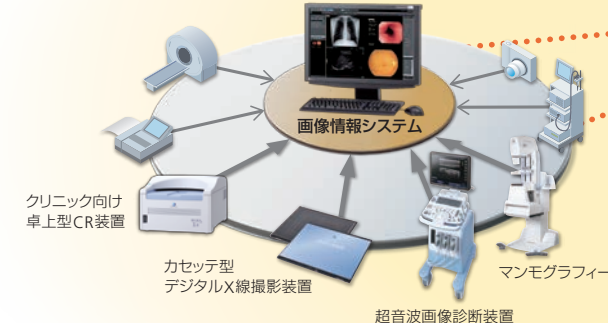 画像情報システム
クリニック向け
卓上型CR装置
カセッテ型
デジタルX線撮影装置
マンモグラフィー
超音波画像診断装置